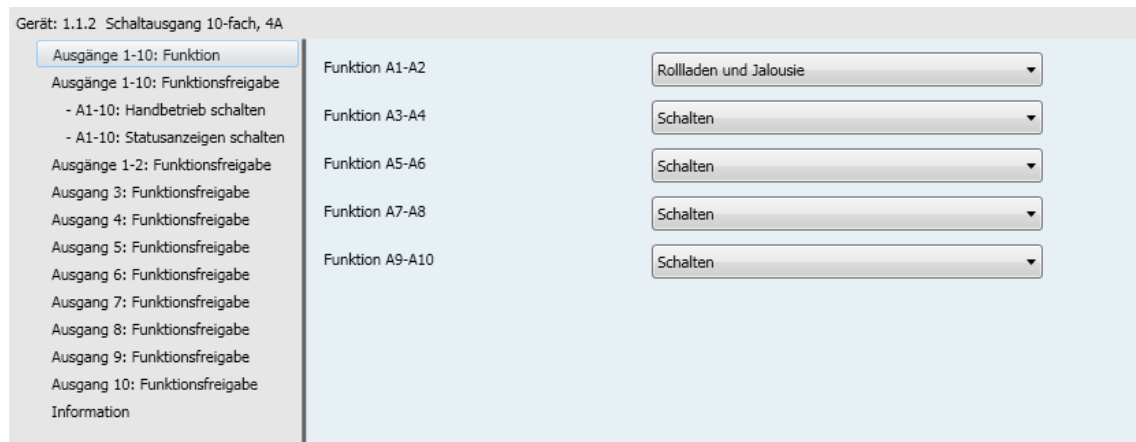 Gerät: 1.1.2 Schaltausgang 10-fach, 4A
Ausgänge 1-10: Funktion
Ausgänge 1-10: Funktionsfreigabe
- A1-10: Handbetrieb schalten
- A1-10: Statusanzeigen schalten
Ausgänge 1-2: Funktionsfreigabe
Ausgang 3: Funktionsfreigabe
Ausgang 4: Funktionsfreigabe
Ausgang 5: Funktionsfreigabe
Ausgang 6: Funktionsfreigabe
Ausgang 7: Funktionsfreigabe
Ausgang 8: Funktionsfreigabe
Ausgang 9: Funktionsfreigabe
Ausgang 10: Funktionsfreigabe
Information
Funktion A1-A2 Rollladen und Jalousie
Funktion A3-A4 Schalten
Funktion A5-A6 Schalten
Funktion A7-A8 Schalten
Funktion A9-A10 Schalten